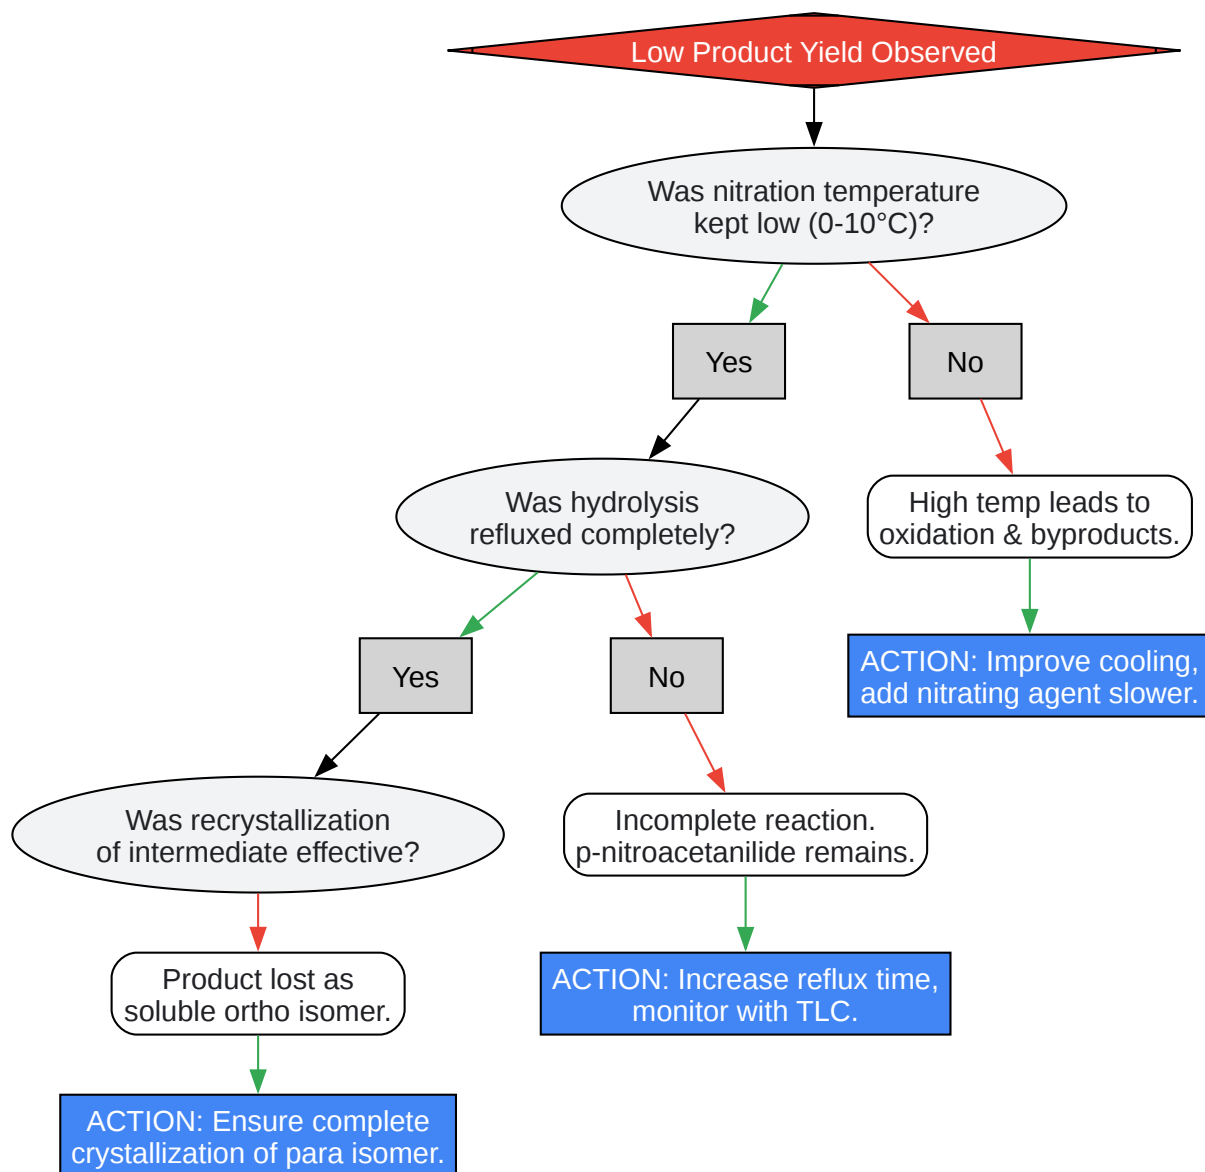 Low Product Yield Observed
Was nitration temperature
kept low (0-10°C)?
Yes
No
Was hydrolysis
refluxed completely?
High temp leads to
oxidation & byproducts.
Yes
No
ACTION: Improve cooling,
add nitrating agent slower.
Was recrystallization
of intermediate effective?
Incomplete reaction.
p-nitroacetanilide remains.
Product lost as
soluble ortho isomer.
ACTION: Increase reflux time,
monitor with TLC.
ACTION: Ensure complete
crystallization of para isomer.